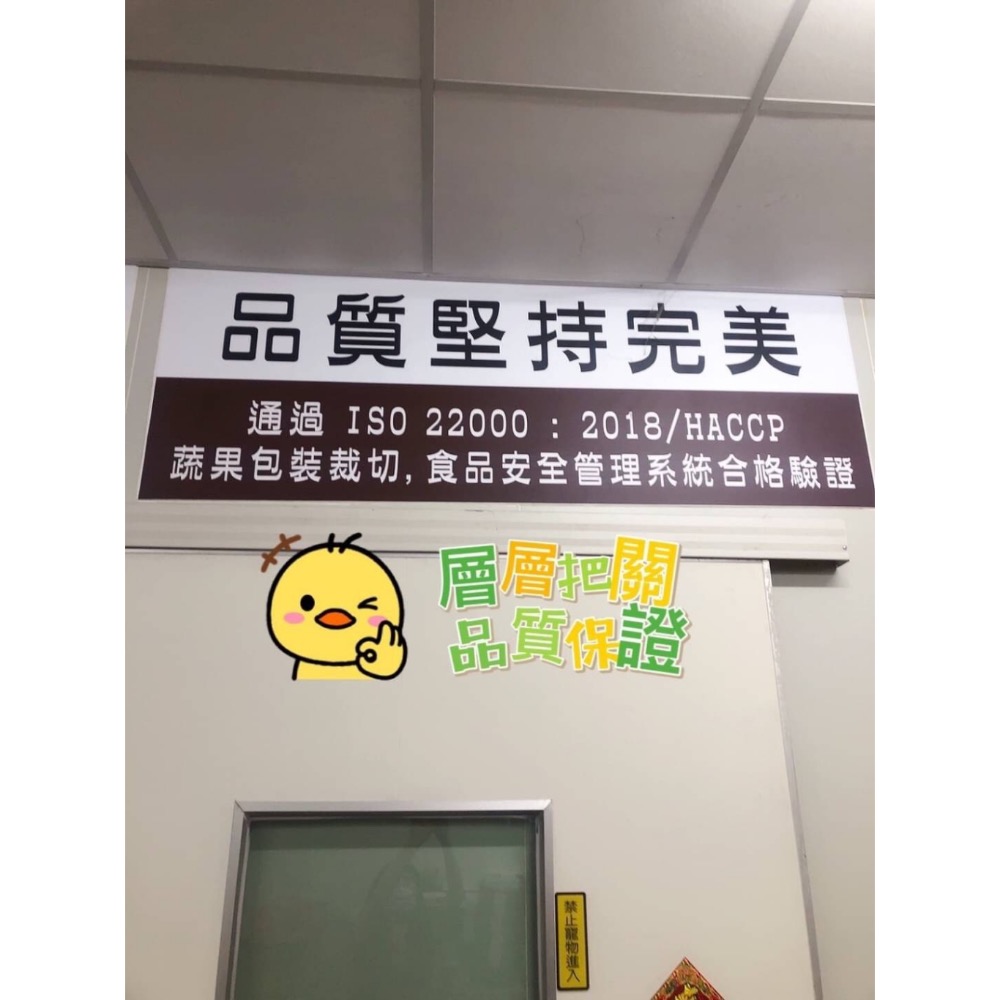 品質堅持完美
通過 ISO 22000 : 2018/HACCP
蔬果包裝裁切, 食品安全管理系統合格驗證
層層把關
品質保證
禁止寵物進入